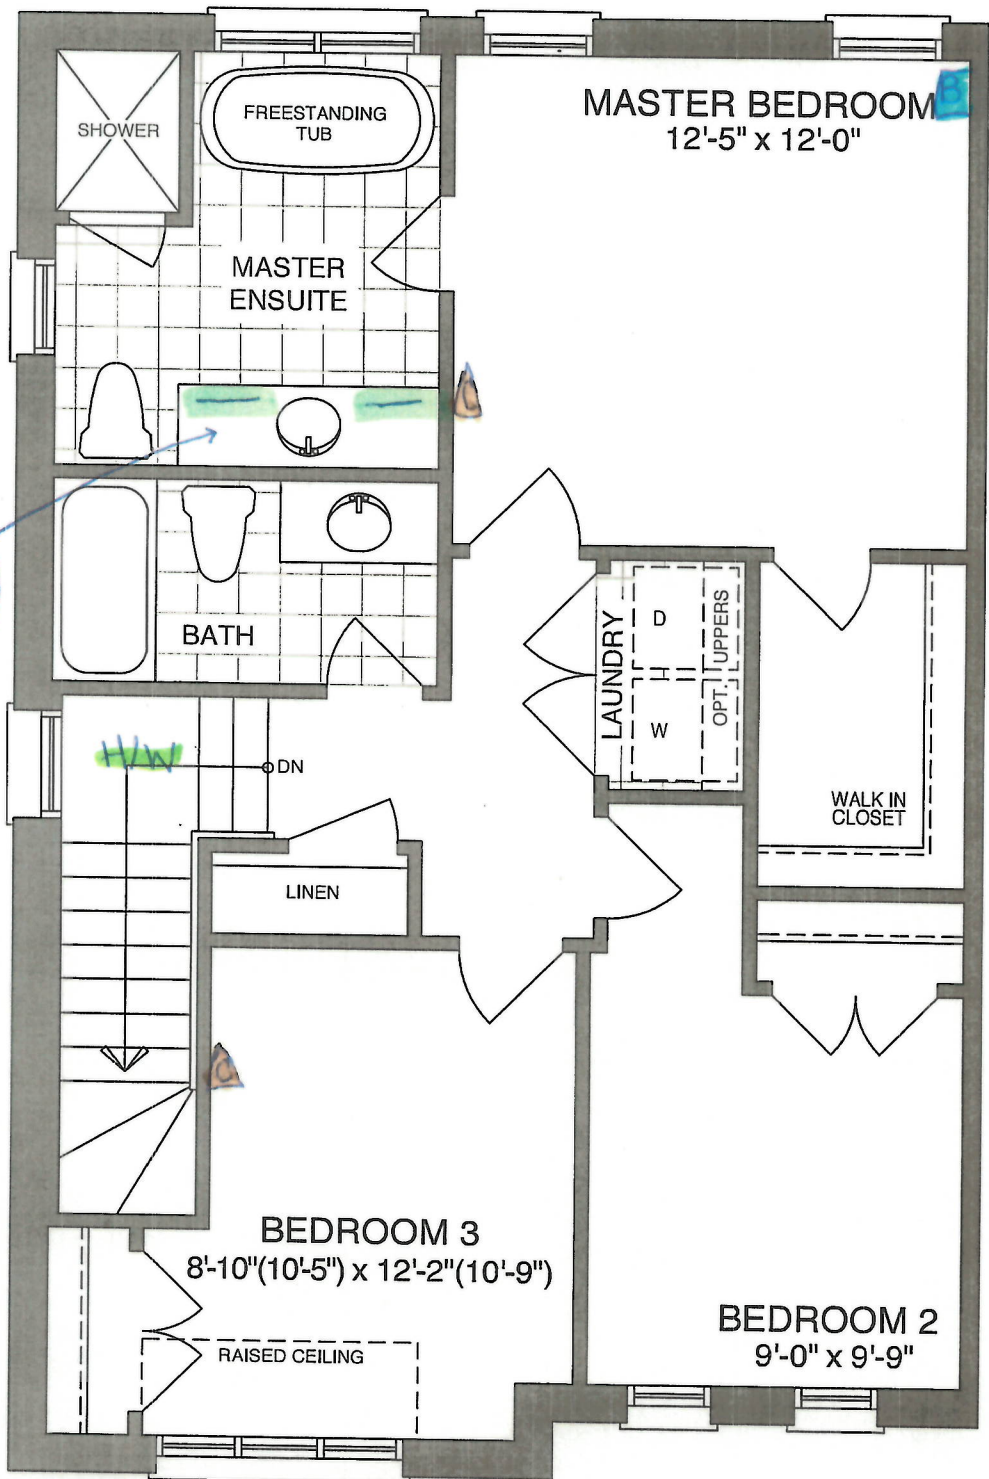 SHOWER
FREESTANDING
TUB
MASTER BEDROOM
B
12'-5" x 12'-0"
MASTER
ENSUITE
C
BATH
LAUNDRY
D
W
OPT. UPPERS
H/W
DN
WALK IN
CLOSET
LINEN
C
BEDROOM 3
8'-10"(10'-5") x 12'-2"(10'-9")
RAISED CEILING
BEDROOM 2
9'-0" x 9'-9"